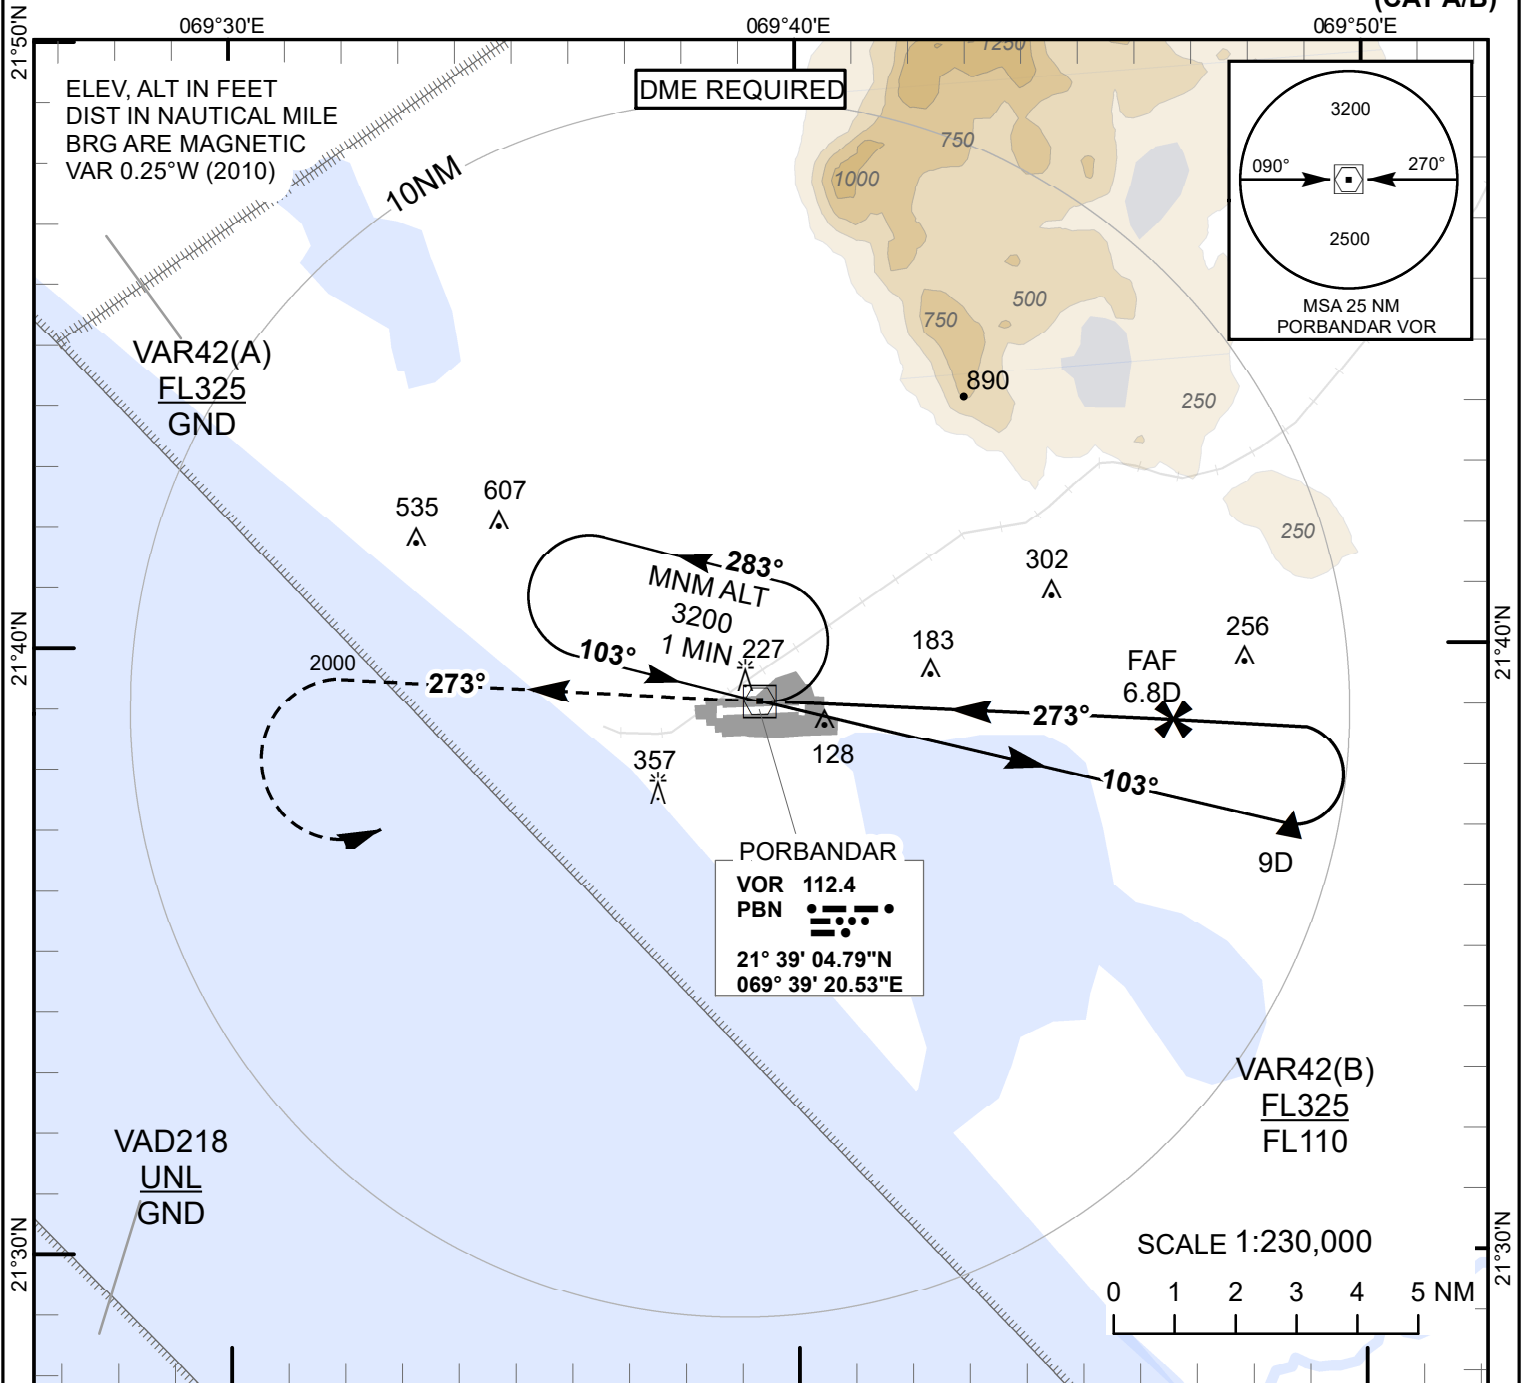 (CAT A/B)
069°30'E
069°40'E
069°50'E
21°50'N
ELEV, ALT IN FEET
DIST IN NAUTICAL MILE
BRG ARE MAGNETIC
VAR 0.25°W (2010)
DME REQUIRED
10NM
1250
750
1000
500
750
890
250
250
3200
090°
270°
2500
MSA 25 NM
PORBANDAR VOR
VAR42(A)
FL325
GND
535
607
283°
MNM ALT
3200
1 MIN
103°
227
302
183
256
21°40'N
21°40'N
2000
273°
FAF
6.8D
273°
357
128
103°
9D
PORBANDAR
VOR 112.4
PBN
21° 39' 04.79"N
069° 39' 20.53"E
VAR42(B)
FL325
FL110
VAD218
UNL
GND
21°30'N
21°30'N
SCALE 1:230,000
0 1 2 3 4 5 NM